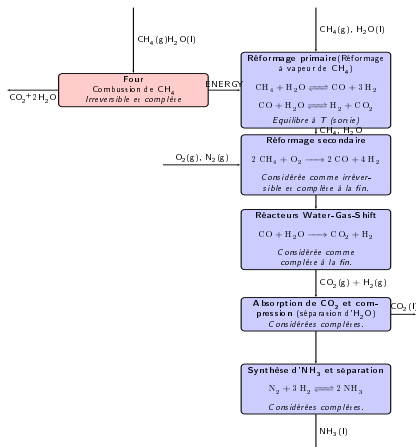 CH4(g)H2O(l)
CH4(g), H2O(l)
Réformage primaire(Réformage
à vapeur de CH4)
CH4 + H2O ⇌ CO + 3 H2
CO + H2O ⇌ H2 + CO2
Equilibre à T (sortie)
Four
Combustion de CH4
Irreversible et complète
ENERGY
CO2+2H2O
CH4, H2O
Réformage secondaire
2 CH4 + O2 → 2 CO + 4 H2
Considérée comme irréver-
sible et complète à la fin.
O2(g), N2(g)
Réacteurs Water-Gas-Shift
CO + H2O → CO2 + H2
Considérée comme
complète à la fin.
CO2(g) + H2(g)
Absorption de CO2 et com-
pression (séparation d'H2O)
Considérées complètes.
CO2(l)
Synthèse d'NH3 et séparation
N2 + 3 H2 ⇌ 2 NH3
Considérées complètes.
NH3(l)